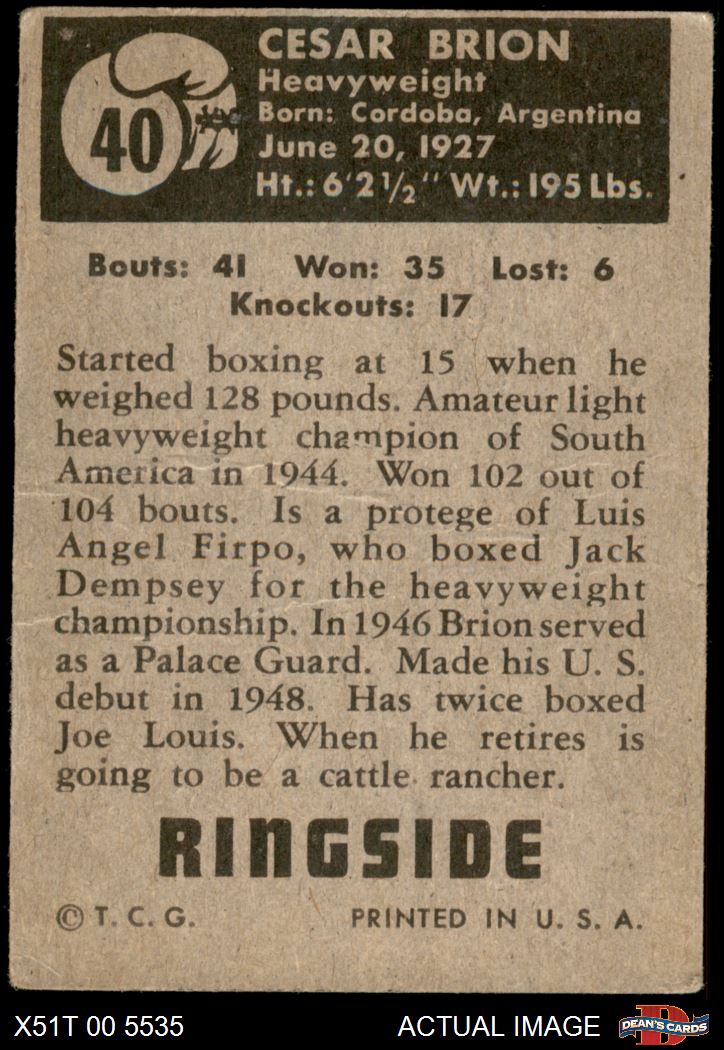 40
CESAR BRION
Heavyweight
Born: Cordoba, Argentina
June 20, 1927
Ht.: 6'2½" Wt.: 195 Lbs.
Bouts: 41 Won: 35 Lost: 6
Knockouts: 17
Started boxing at 15 when he
weighed 128 pounds. Amateur light
heavyweight champion of South
America in 1944. Won 102 out of
104 bouts. Is a protege of Luis
Angel Firpo, who boxed Jack
Dempsey for the heavyweight
championship. In 1946 Brion served
as a Palace Guard. Made his U. S.
debut in 1948. Has twice boxed
Joe Louis. When he retires is
going to be a cattle rancher.
RINGSIDE
© T. C. G. PRINTED IN U. S. A.
X51T 00 5535 ACTUAL IMAGE D DEAN'S CARDS